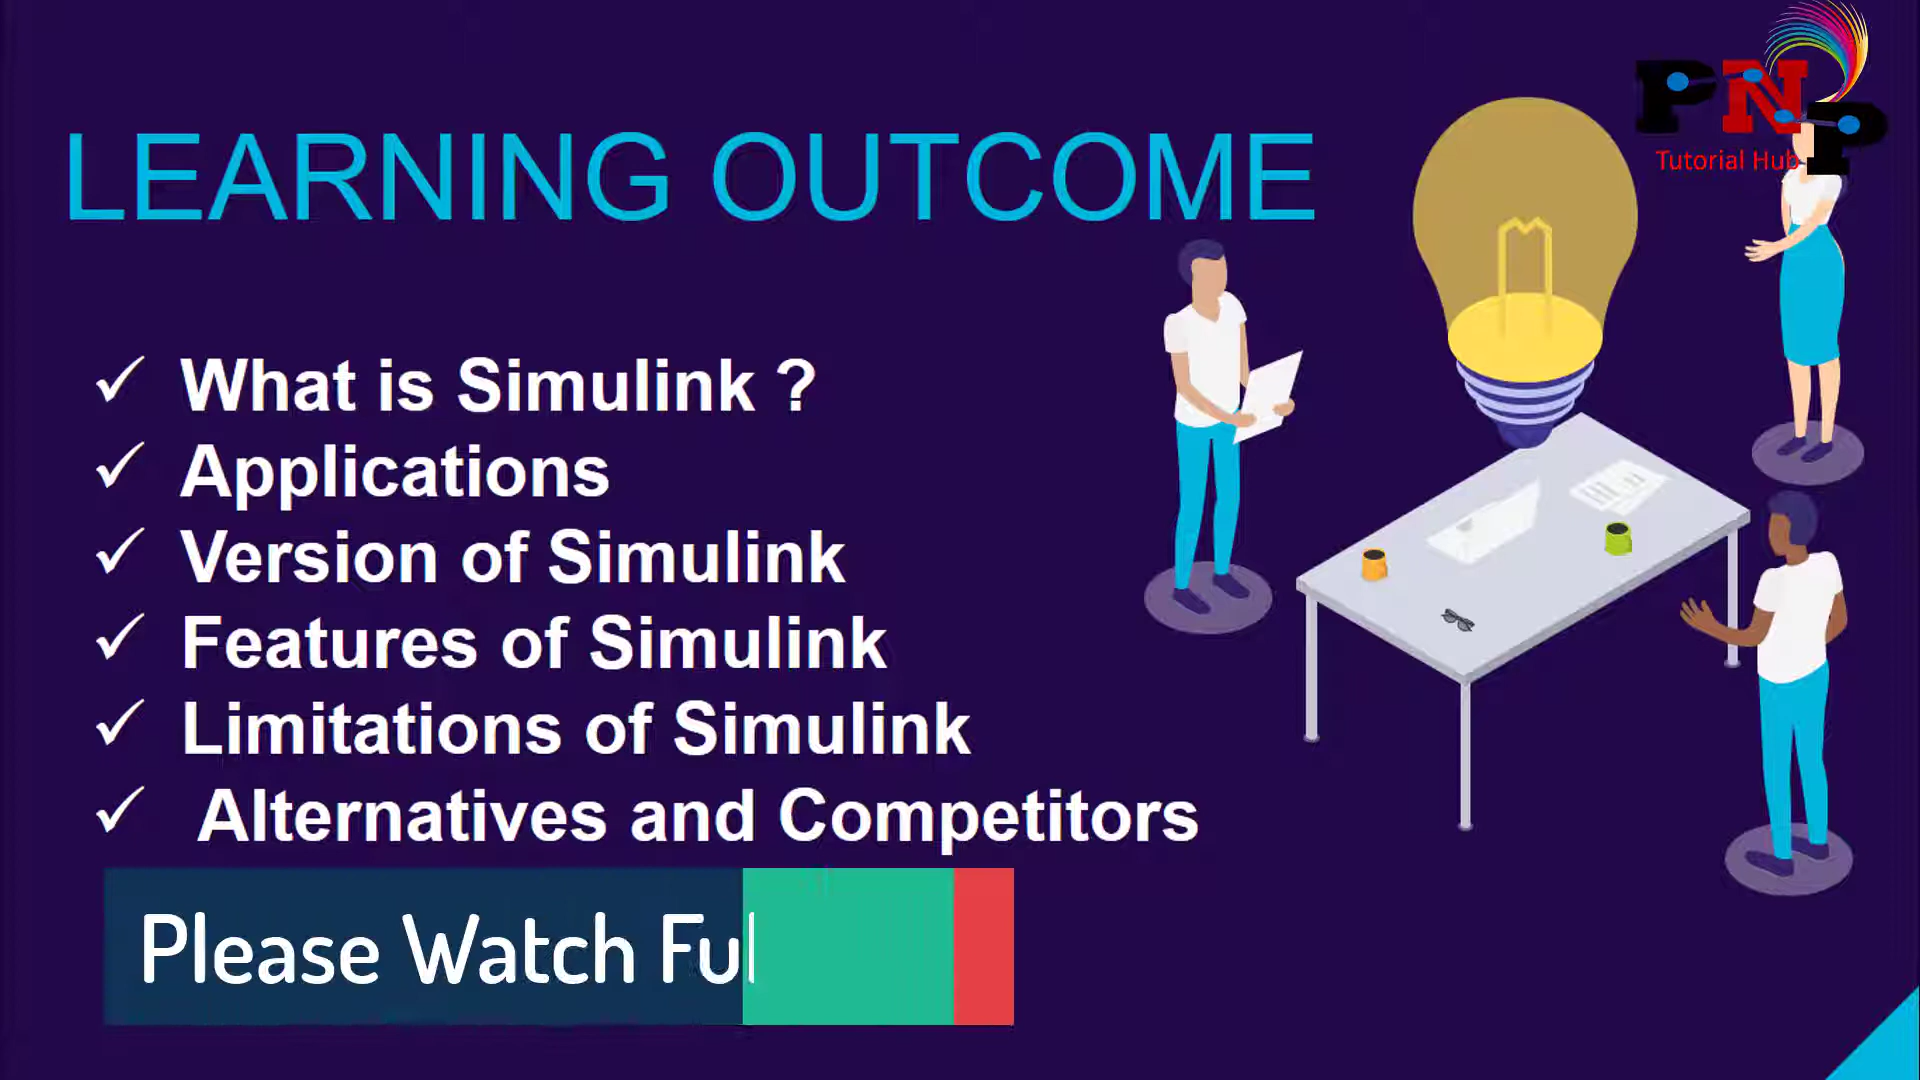 PNP
Tutorial Hub
LEARNING OUTCOME
✓ What is Simulink ?
✓ Applications
✓ Version of Simulink
✓ Features of Simulink
✓ Limitations of Simulink
✓ Alternatives and Competitors
Please Watch Ful